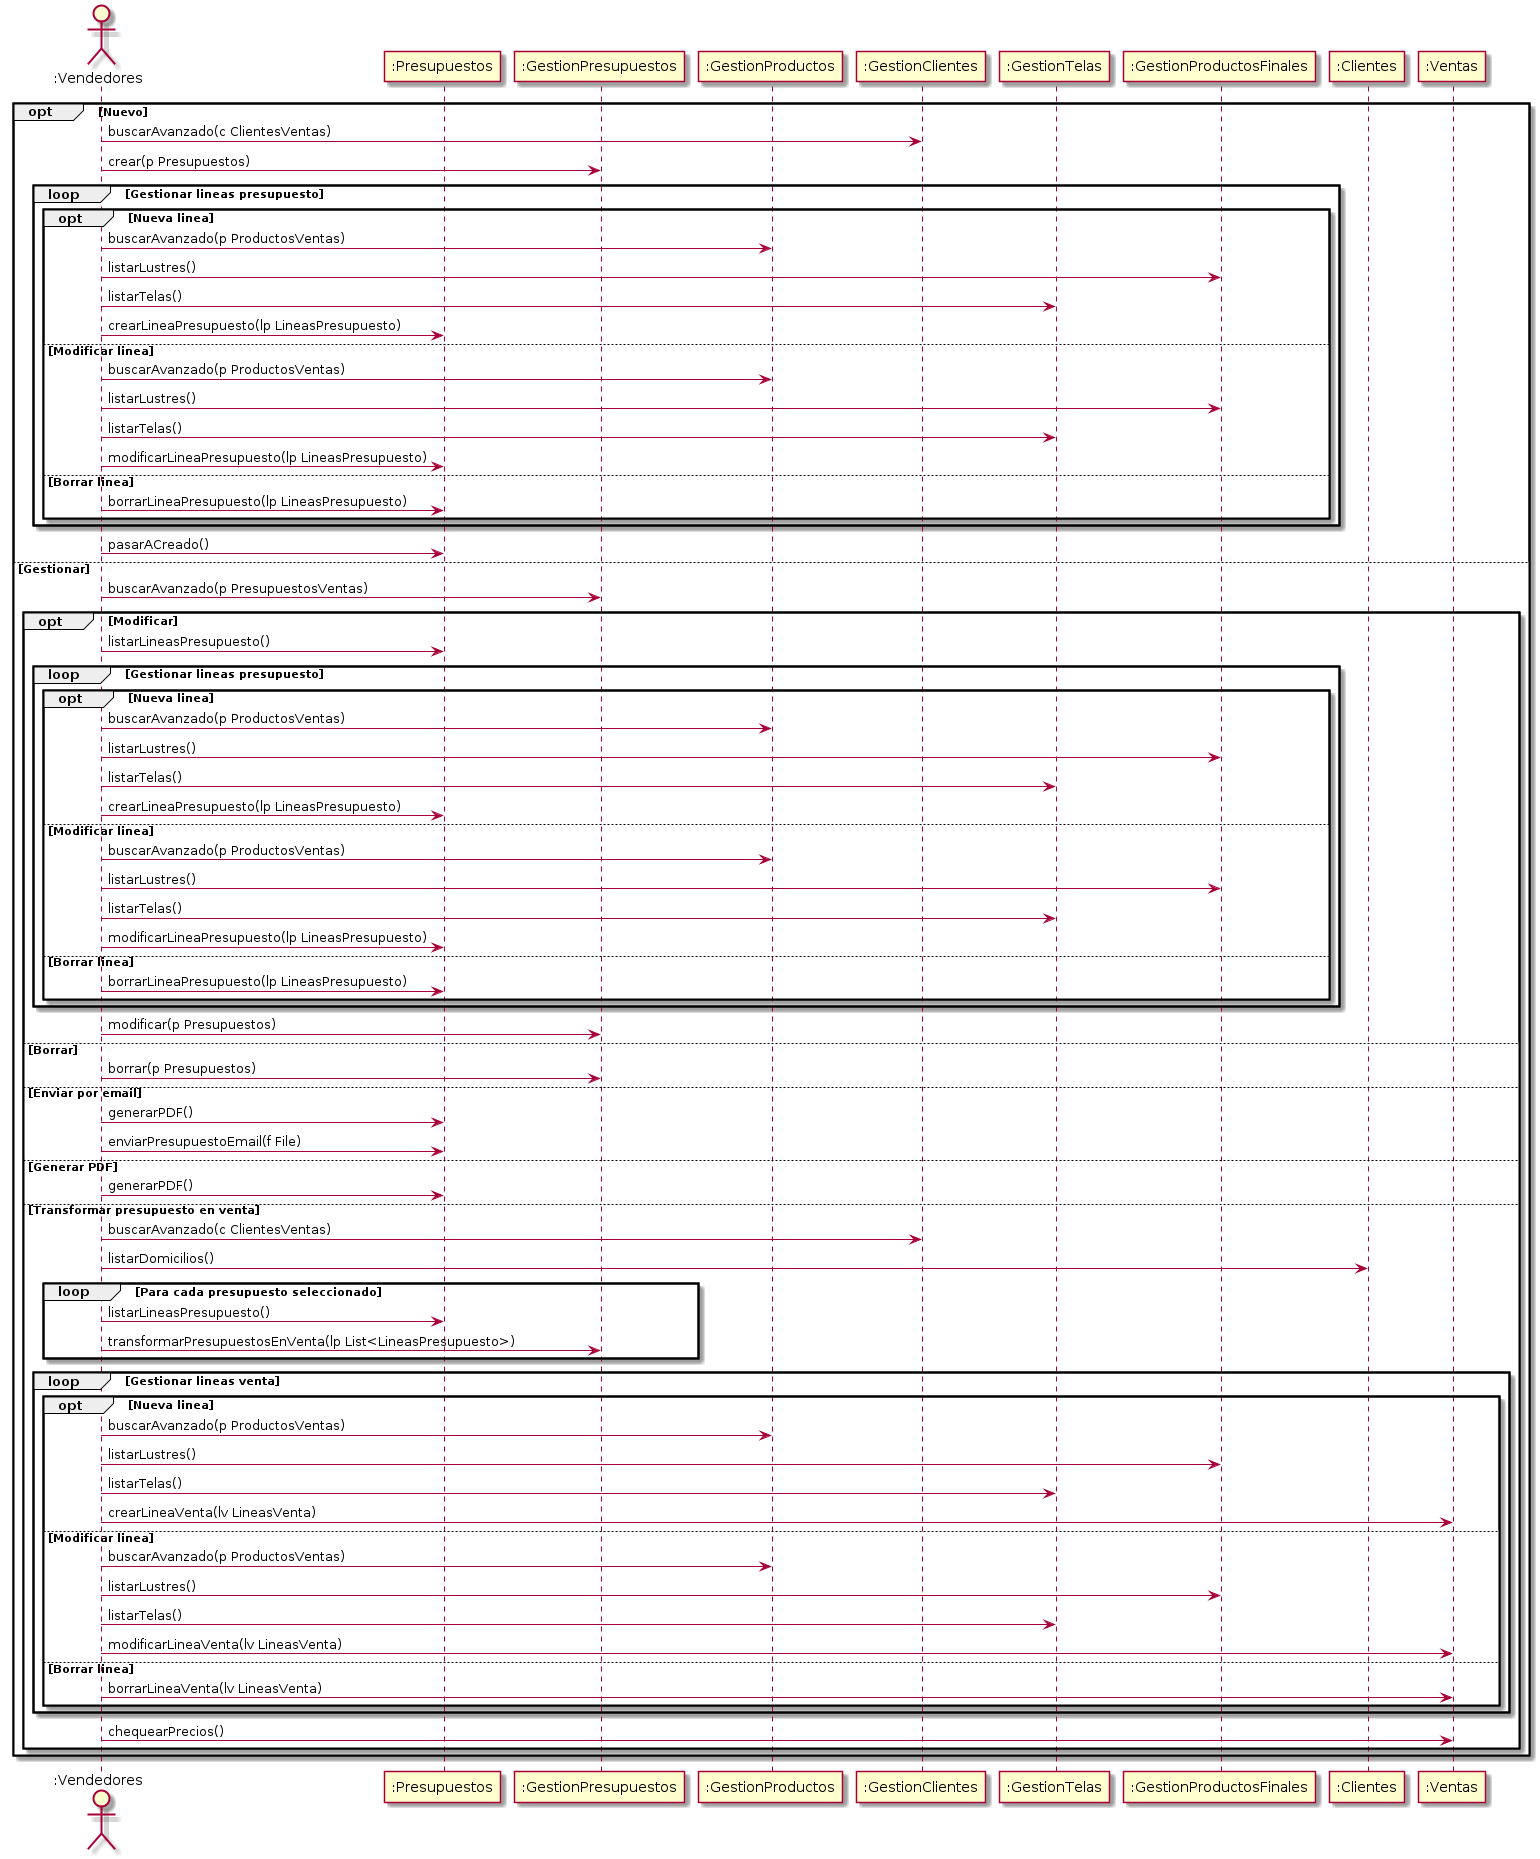 :Vendedores
:Presupuestos
:GestionPresupuestos
:GestionProductos
:GestionClientes
:GestionTelas
:GestionProductosFinales
:Clientes
:Ventas
opt [Nuevo]
buscarAvanzado(c ClientesVentas)
crear(p Presupuestos)
loop [Gestionar lineas presupuesto]
opt [Nueva linea]
buscarAvanzado(p ProductosVentas)
listarLustres()
listarTelas()
crearLineaPresupuesto(lp LineasPresupuesto)
[Modificar linea]
buscarAvanzado(p ProductosVentas)
listarLustres()
listarTelas()
modificarLineaPresupuesto(lp LineasPresupuesto)
[Borrar linea]
borrarLineaPresupuesto(lp LineasPresupuesto)
pasarACreado()
[Gestionar]
buscarAvanzado(p PresupuestosVentas)
opt [Modificar]
listarLineasPresupuesto()
loop [Gestionar lineas presupuesto]
opt [Nueva linea]
buscarAvanzado(p ProductosVentas)
listarLustres()
listarTelas()
crearLineaPresupuesto(lp LineasPresupuesto)
[Modificar linea]
buscarAvanzado(p ProductosVentas)
listarLustres()
listarTelas()
modificarLineaPresupuesto(lp LineasPresupuesto)
[Borrar linea]
borrarLineaPresupuesto(lp LineasPresupuesto)
modificar(p Presupuestos)
[Borrar]
borrar(p Presupuestos)
[Enviar por email]
generarPDF()
enviarPresupuestoEmail(f File)
[Generar PDF]
generarPDF()
[Transformar presupuesto en venta]
buscarAvanzado(c ClientesVentas)
listarDomicilios()
loop [Para cada presupuesto seleccionado]
listarLineasPresupuesto()
transformarPresupuestosEnVenta(lp List<LineasPresupuesto>)
loop [Gestionar lineas venta]
opt [Nueva linea]
buscarAvanzado(p ProductosVentas)
listarLustres()
listarTelas()
crearLineaVenta(lv LineasVenta)
[Modificar linea]
buscarAvanzado(p ProductosVentas)
listarLustres()
listarTelas()
modificarLineaVenta(lv LineasVenta)
[Borrar linea]
borrarLineaVenta(lv LineasVenta)
chequearPrecios()
:Vendedores
:Presupuestos
:GestionPresupuestos
:GestionProductos
:GestionClientes
:GestionTelas
:GestionProductosFinales
:Clientes
:Ventas